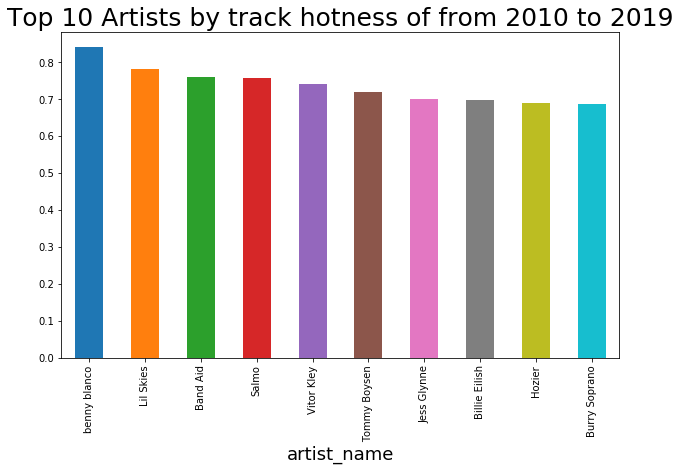 Top 10 Artists by track hotness of from 2010 to 2019
0.8
0.7
0.6
0.5
0.4
0.3
0.2
0.1
0.0
benny blanco
Lil Skies
Band Aid
Salmo
Vitor Kley
Tommy Boysen
Jess Glynne
Billie Eilish
Hozier
Burry Soprano
artist_name